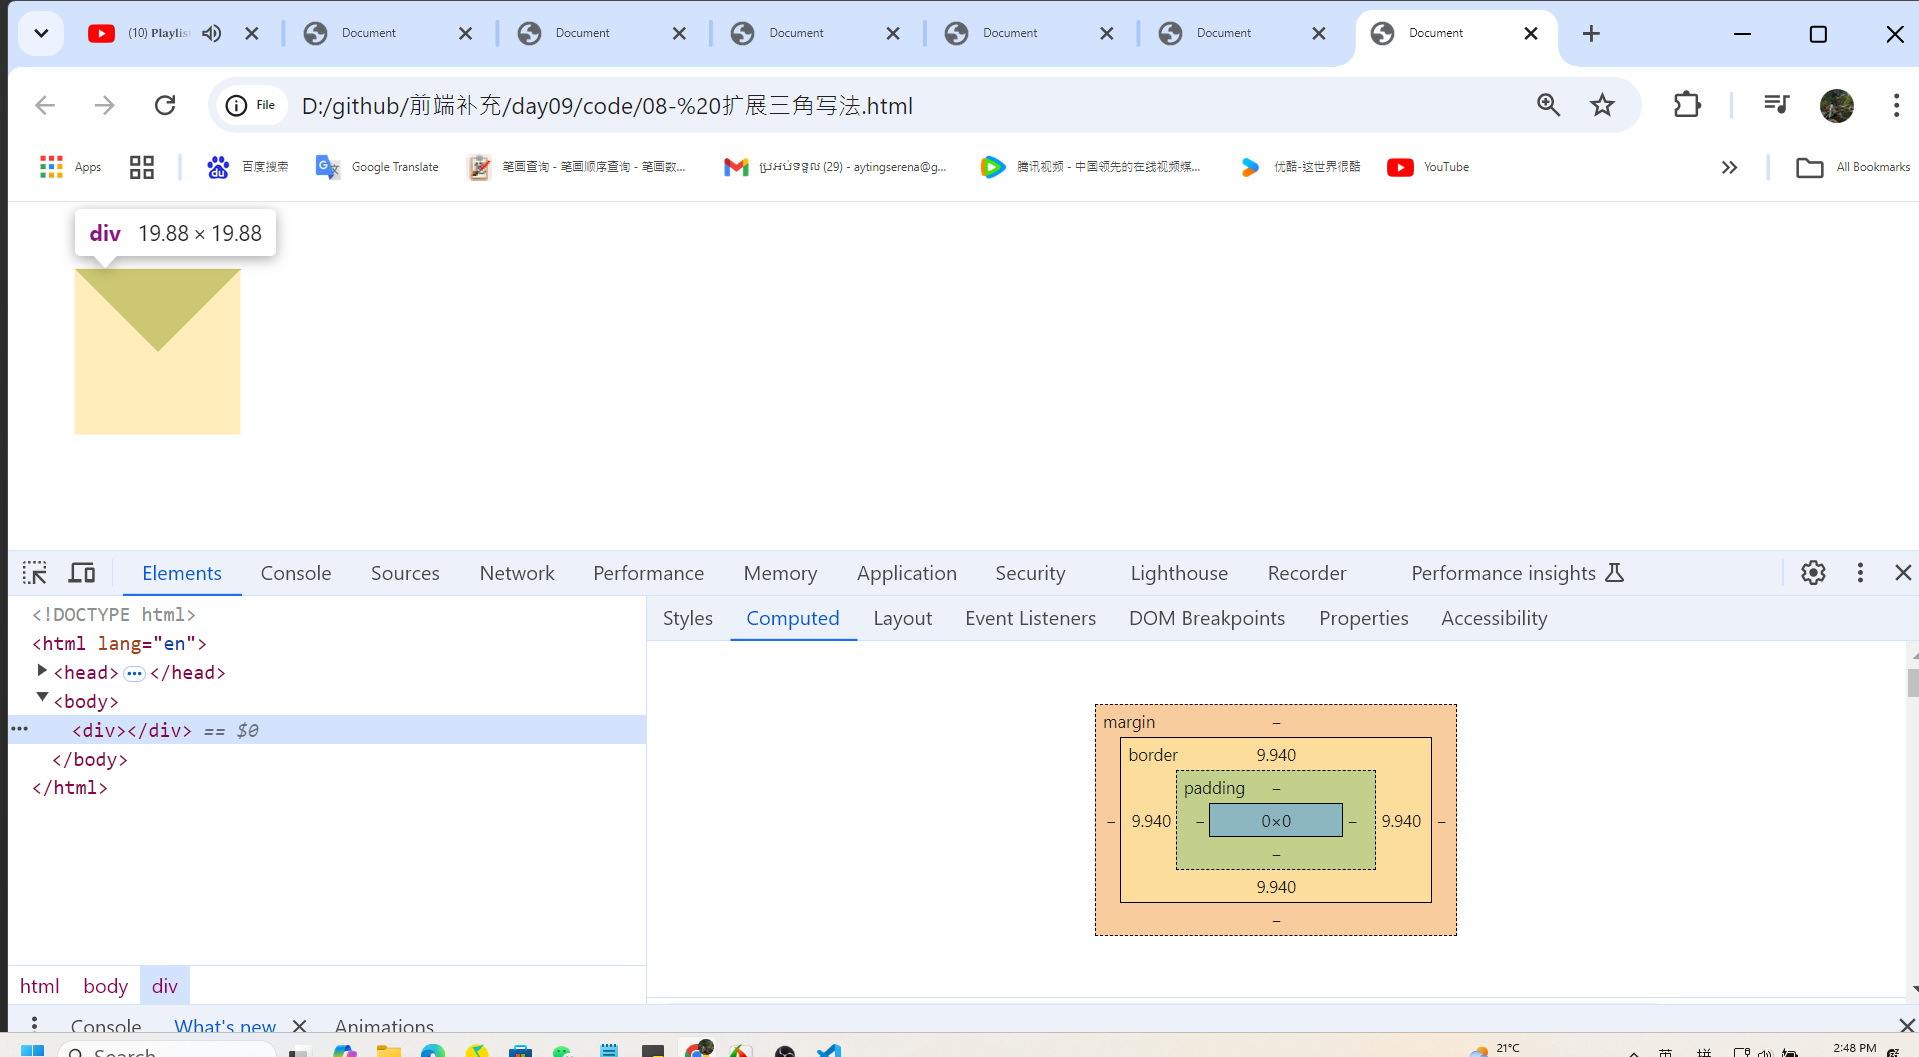 (10) Playlis
Document
Document
Document
Document
Document
Document
File
D:/github/前端补充/day09/code/08-%20扩展三角写法.html
Apps
百度搜索
Google Translate
笔画查询 - 笔画顺序查询 - 笔画数...
ប្រអប់ទទួល (29) - aytingserena@g...
腾讯视频 - 中国领先的在线视频媒...
优酷-这世界很酷
YouTube
All Bookmarks
div 19.88 × 19.88
Elements
Console
Sources
Network
Performance
Memory
Application
Security
Lighthouse
Recorder
Performance insights
<!DOCTYPE html>
<html lang="en">
<head> ••• </head>
<body>
<div></div> == $0
</body>
</html>
Styles
Computed
Layout
Event Listeners
DOM Breakpoints
Properties
Accessibility
margin –
border 9.940
padding –
– 9.940 – 0×0 – 9.940 –
–
9.940
–
html body div
Console
What's new
Animations
Search
21°C
英
拼
2:48 PM